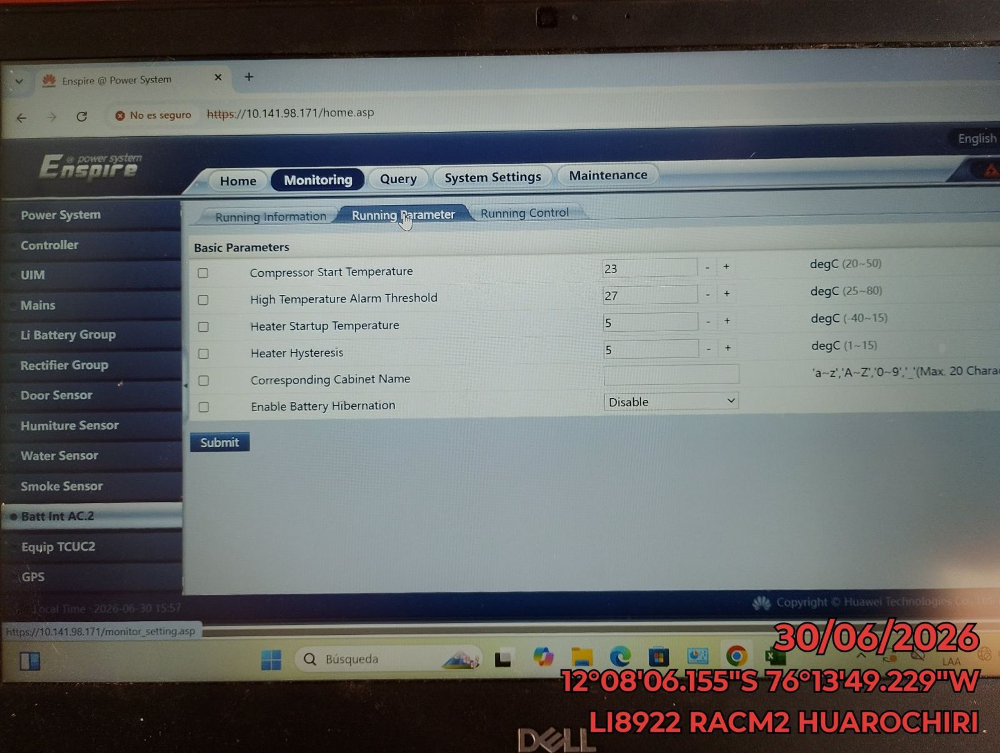 Enspire @ Power System
No es seguro https://10.141.98.171/home.asp
English
Enspire @ power system
Home Monitoring Query System Settings Maintenance
Power System
Controller
UIM
Mains
Li Battery Group
Rectifier Group
Door Sensor
Humiture Sensor
Water Sensor
Smoke Sensor
Batt Int AC.2
Equip TCUC2
GPS
Running Information Running Parameter Running Control
Basic Parameters
Compressor Start Temperature 23 - + degC (20~50)
High Temperature Alarm Threshold 27 - + degC (25~80)
Heater Startup Temperature 5 - + degC (-40~15)
Heater Hysteresis 5 - + degC (1~15)
Corresponding Cabinet Name 'a~z','A~Z','0~9','_'(Max. 20 Chara
Enable Battery Hibernation Disable
Submit
Local Time : 2026-06-30 15:57
Copyright © Huawei Technologies Co., Ltd.
https://10.141.98.171/monitor_setting.asp
Búsqueda
LAA
30/06/2026
12°08'06.155"S 76°13'49.229"W
LI8922 RACM2 HUAROCHIRI
DELL